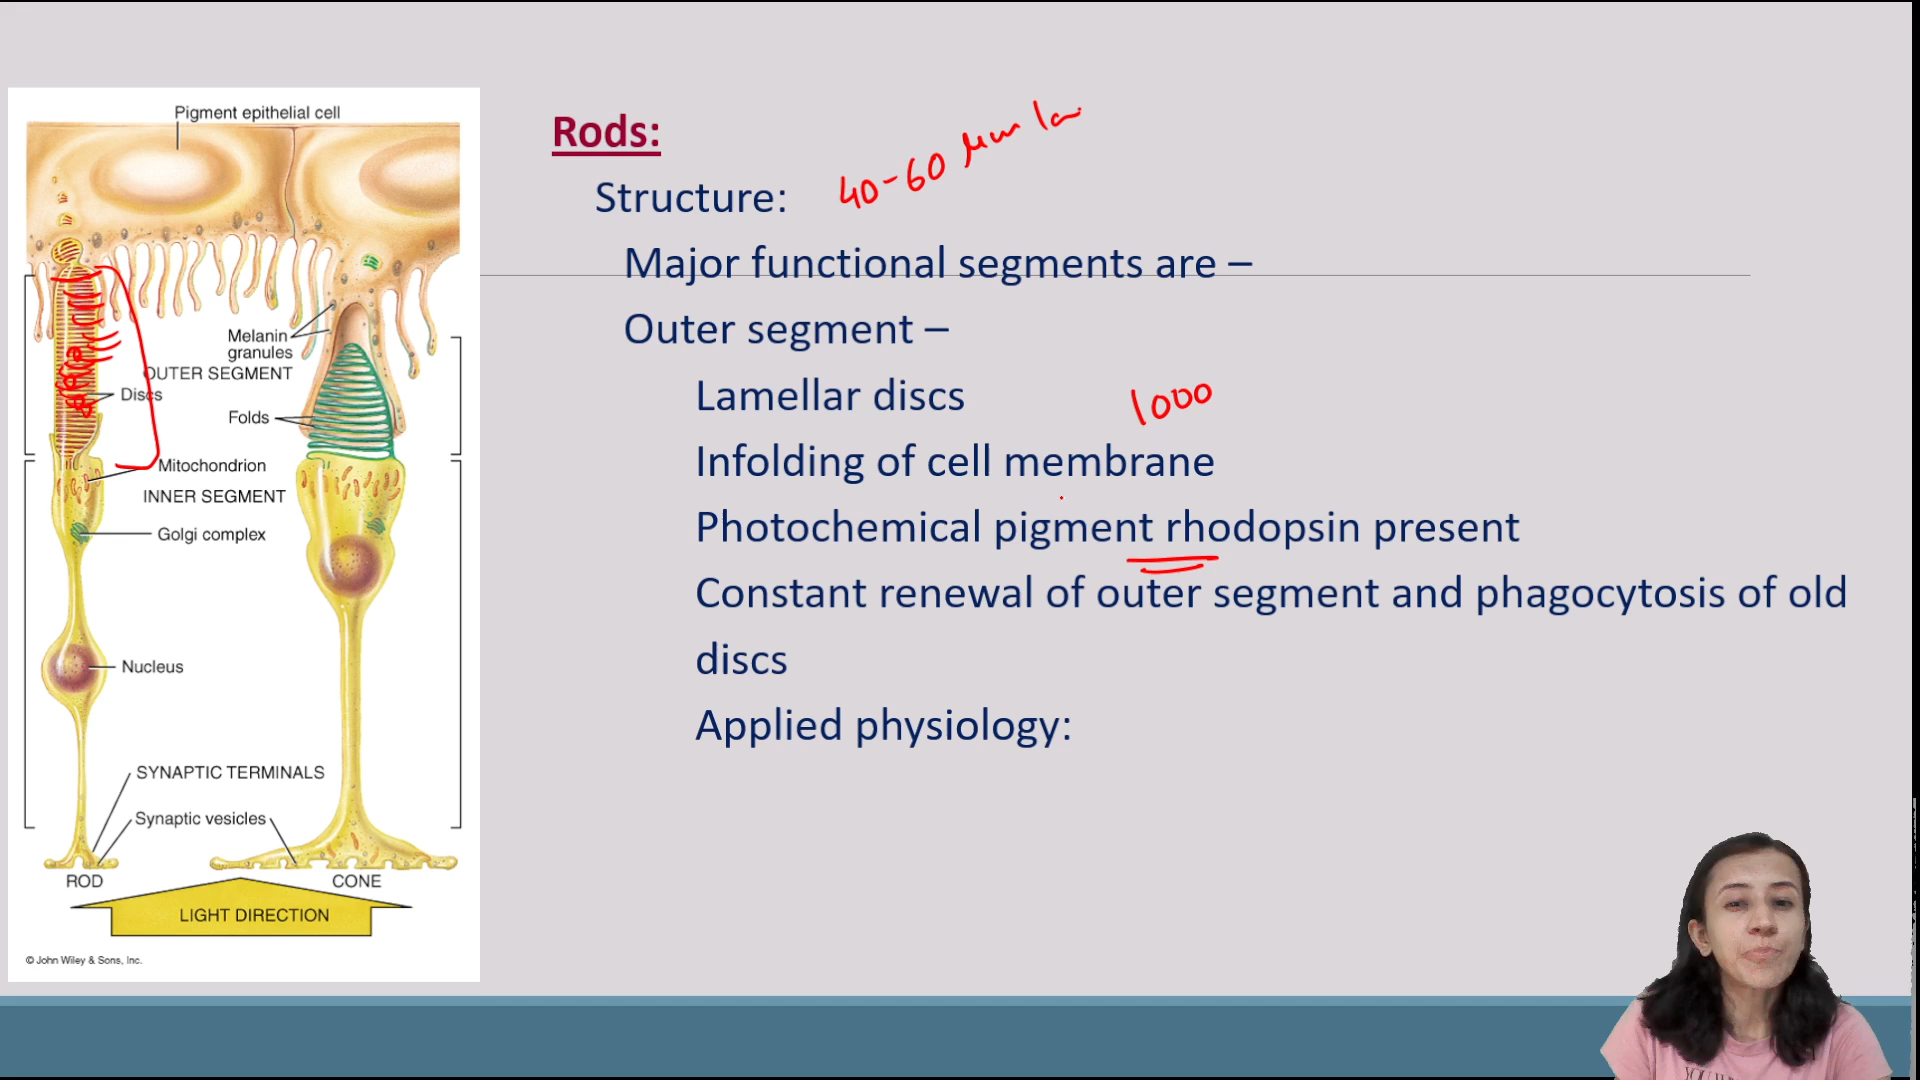 Pigment epithelial cell
Melanin
granules
OUTER SEGMENT
Discs
Folds
Mitochondrion
INNER SEGMENT
Golgi complex
Nucleus
SYNAPTIC TERMINALS
Synaptic vesicles
ROD
CONE
LIGHT DIRECTION
© John Wiley & Sons, Inc.
Rods:
40-60 μm
Structure:
Major functional segments are –
Outer segment –
Lamellar discs
1000
Infolding of cell membrane
Photochemical pigment rhodopsin present
Constant renewal of outer segment and phagocytosis of old
discs
Applied physiology: